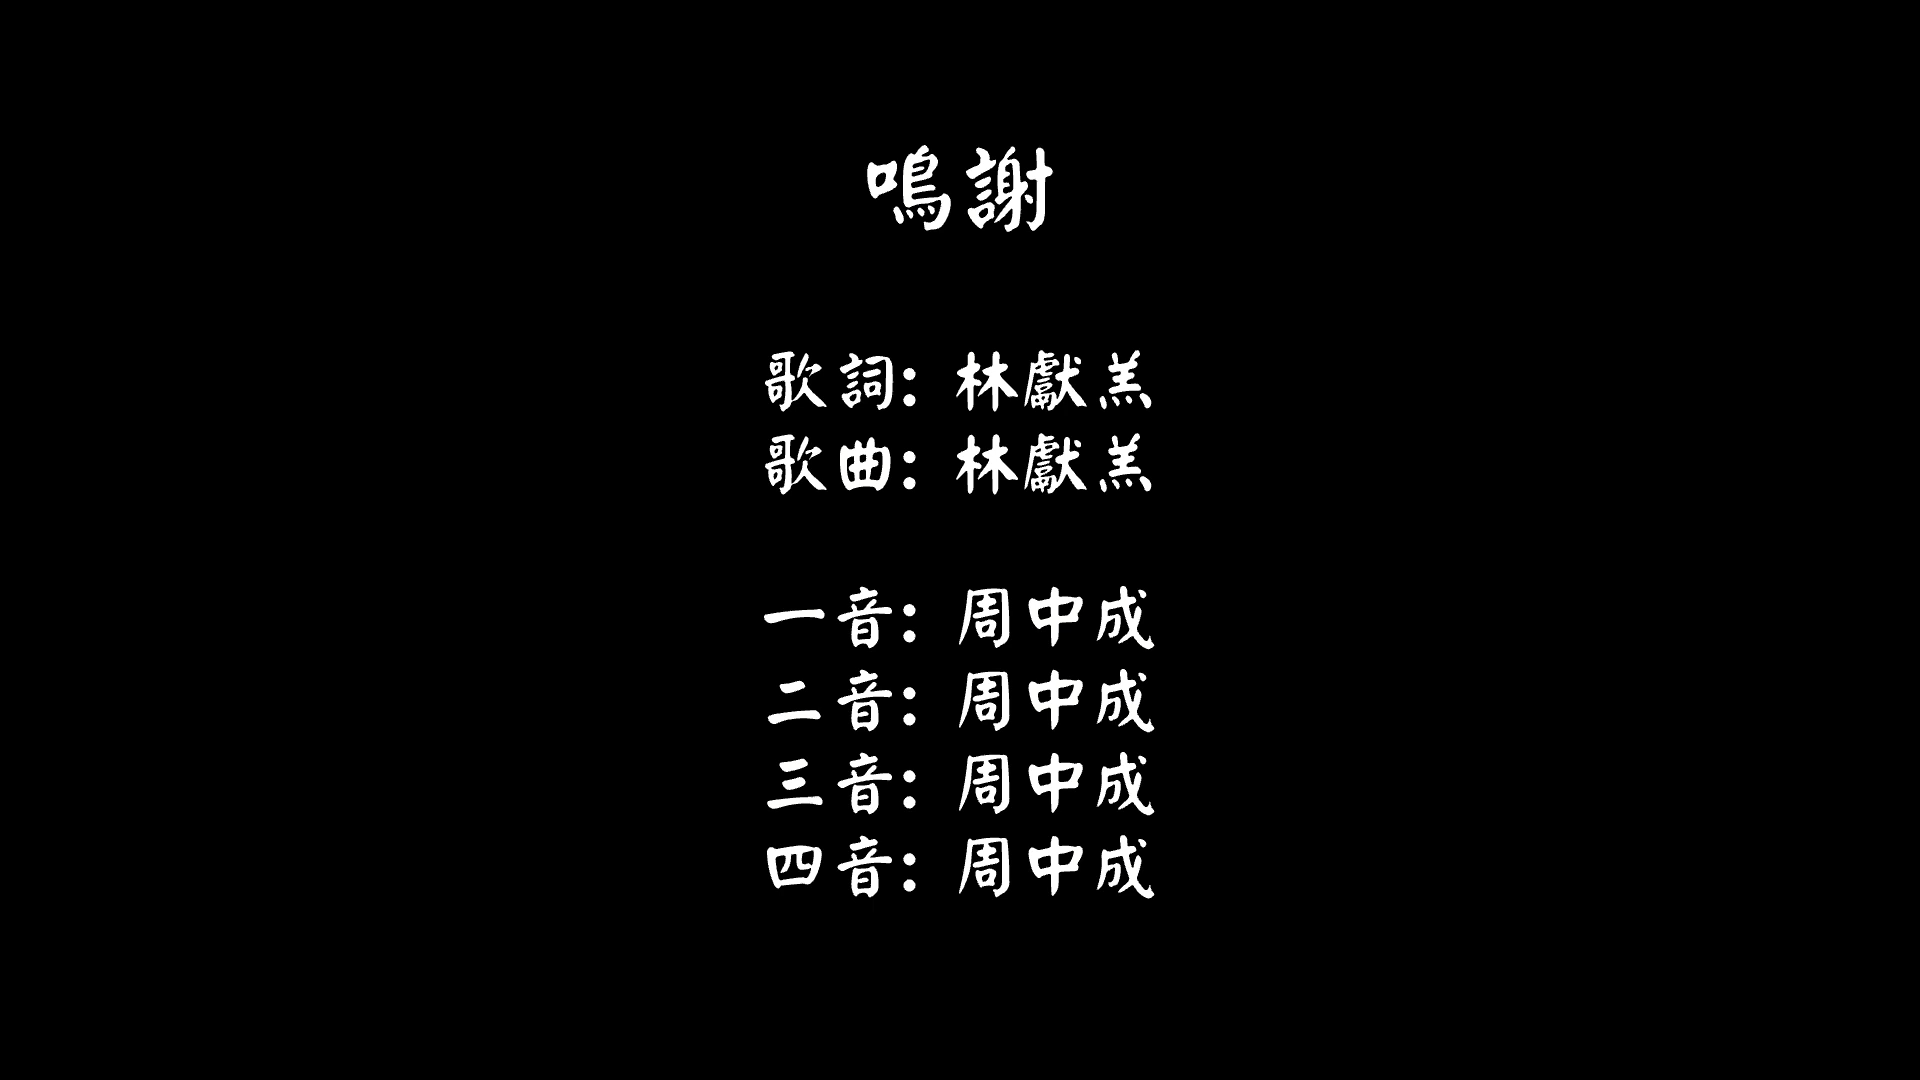 鳴謝
歌詞: 林獻羔
歌曲: 林獻羔
一音: 周中成
二音: 周中成
三音: 周中成
四音: 周中成